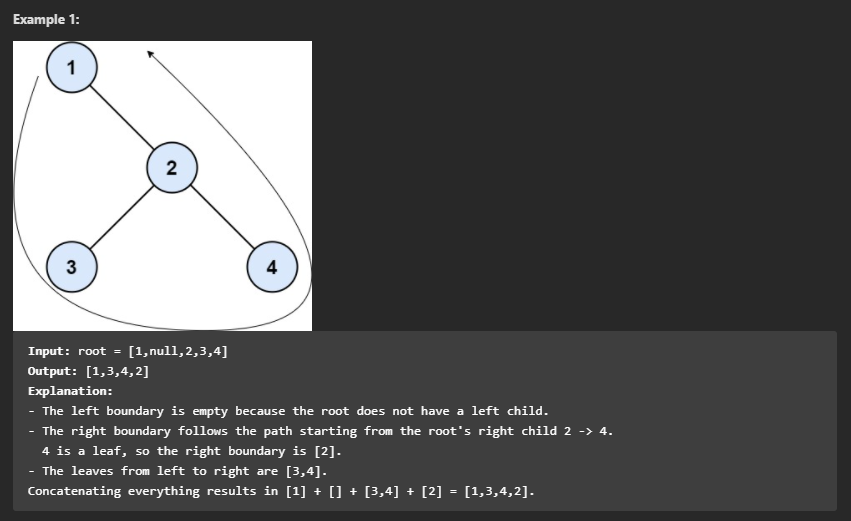 Example 1:
1
2
3
4
Input: root = [1,null,2,3,4]
Output: [1,3,4,2]
Explanation:
- The left boundary is empty because the root does not have a left child.
- The right boundary follows the path starting from the root's right child 2 -> 4.
4 is a leaf, so the right boundary is [2].
- The leaves from left to right are [3,4].
Concatenating everything results in [1] + [] + [3,4] + [2] = [1,3,4,2].